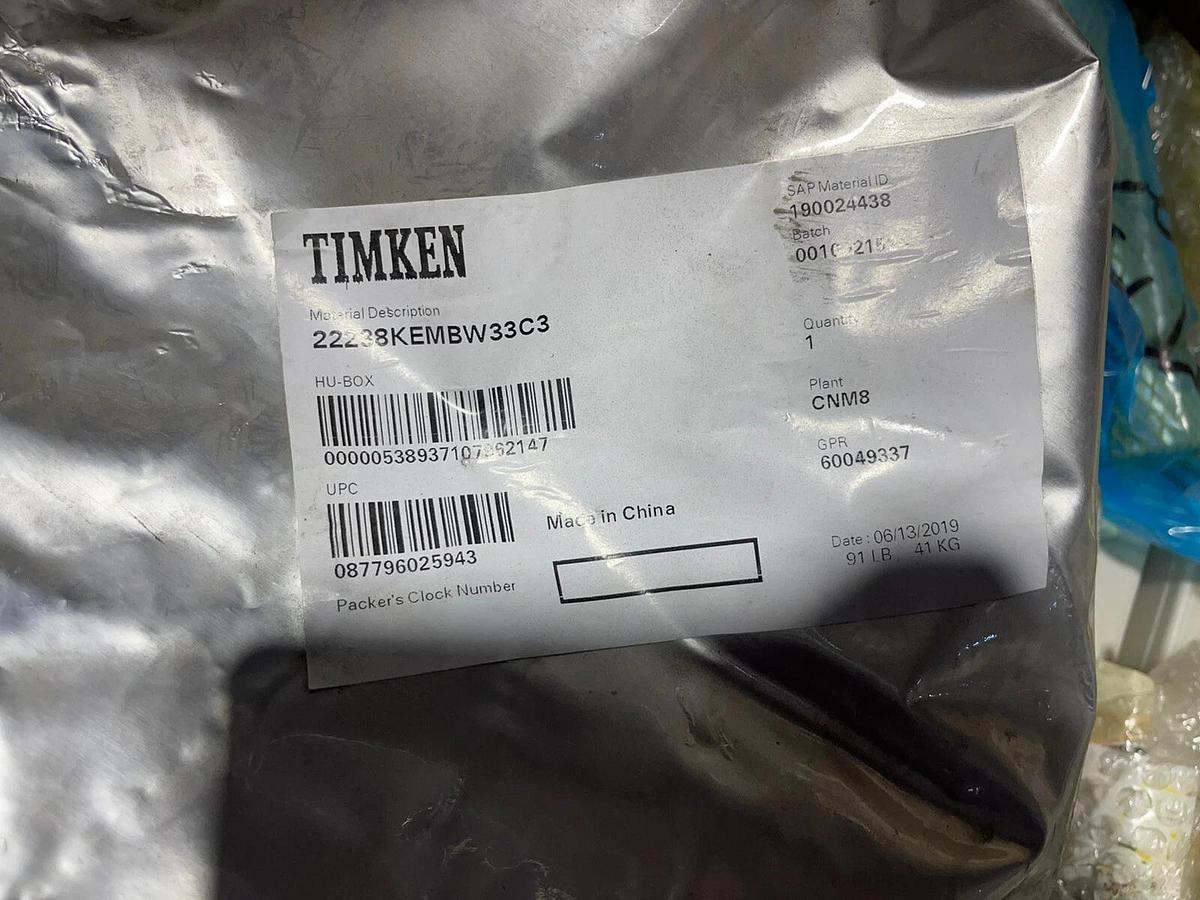 TIMKEN
Material Description
22238KEMBW33C3
HU-BOX
UPC
087796025943
Packer's Clock Number
Made in China
SAP Material ID
190024438
Batch
Quantity
1
Plant
CNM8
GPR
60049337
Date : 06/13/2019
91 LB 41 KG